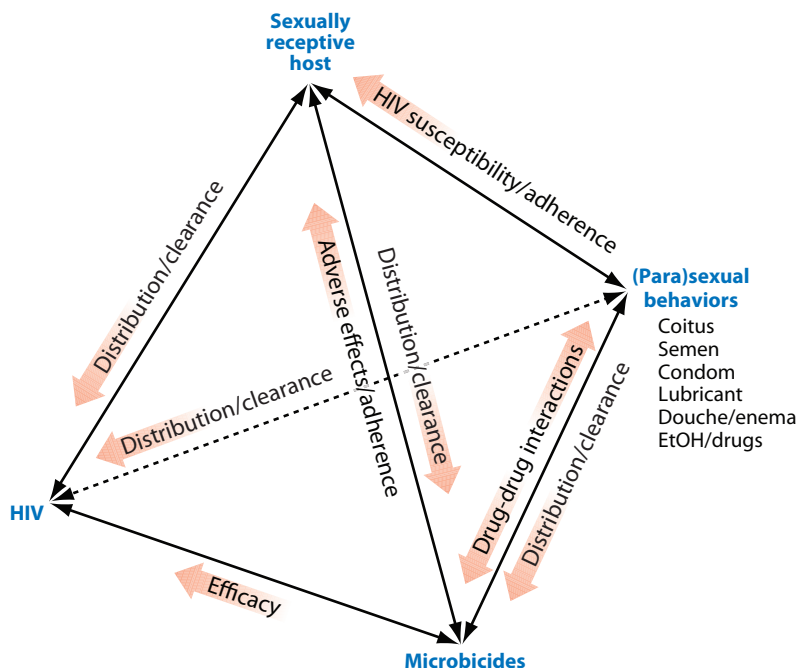 Sexually
receptive
host
HIV susceptibility/adherence
Distribution/clearance
Adverse effects/adherence
Distribution/clearance
(Para)sexual
behaviors
Coitus
Semen
Condom
Lubricant
Douche/enema
EtOH/drugs
Distribution/clearance
Drug-drug interactions
Distribution/clearance
HIV
Efficacy
Microbicides